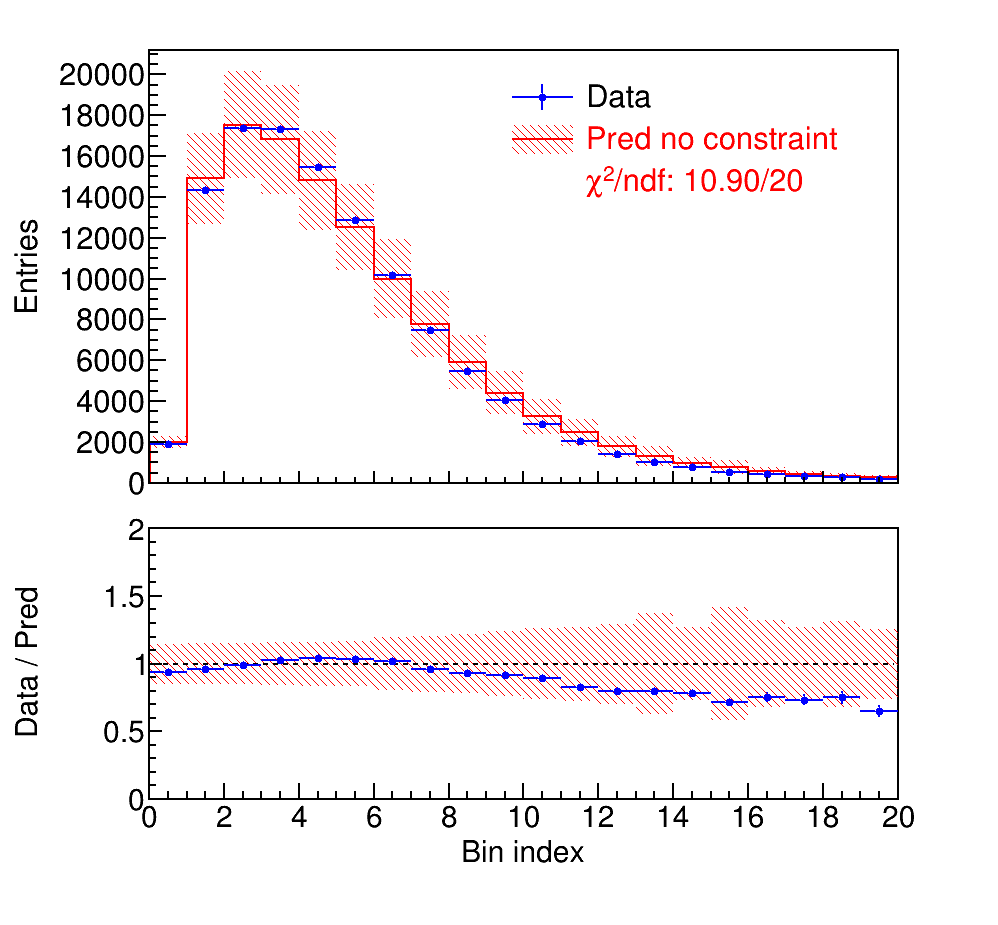 20000
18000
16000
14000
12000
10000
8000
6000
4000
2000
0
Entries
Data
Pred no constraint
χ²/ndf: 10.90/20
2
1.5
1
0.5
0
Data / Pred
0 2 4 6 8 10 12 14 16 18 20
Bin index